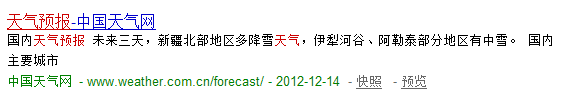 天气预报-中国天气网
国内天气预报 未来三天，新疆北部地区多降雪天气，伊犁河谷、阿勒泰部分地区有中雪。 国内
主要城市
中国天气网 - www.weather.com.cn/forecast/ - 2012-12-14 - 快照 - 预览